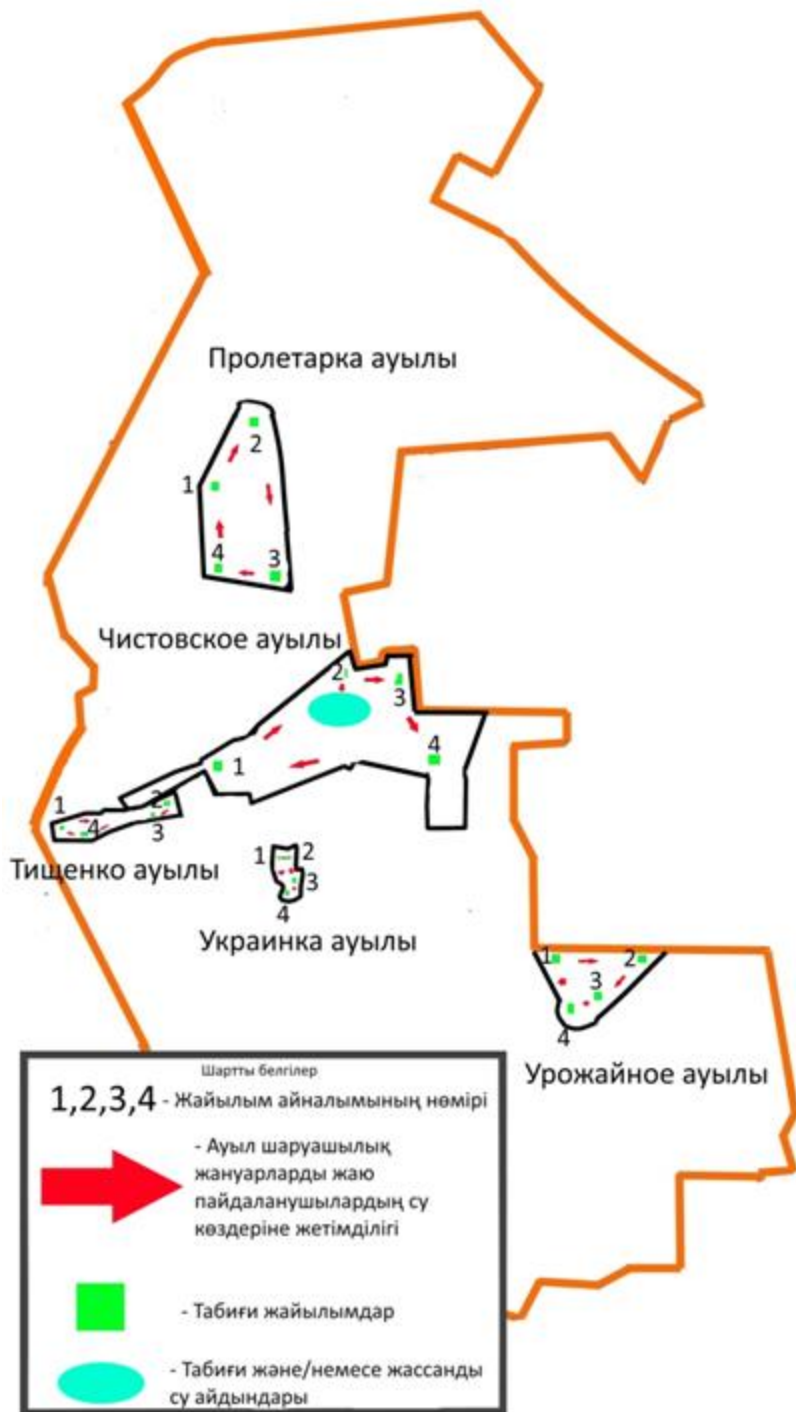 Пролетарка ауылы
2
1
4 3
Чистовское ауылы
2
3
4
1
1 2
4
3
Тищенко ауылы
1 2
3
4
Украинка ауылы
1 2
3
4
Урожайное ауылы
Шартты белгілер
1,2,3,4 - Жайылым айналымының нөмірі
- Ауыл шаруашылық
жануарларды жаю
пайдаланушылардың су
көздеріне жетімділігі
- Табиғи жайылымдар
- Табиғи және/немесе жассанды
су айдындары